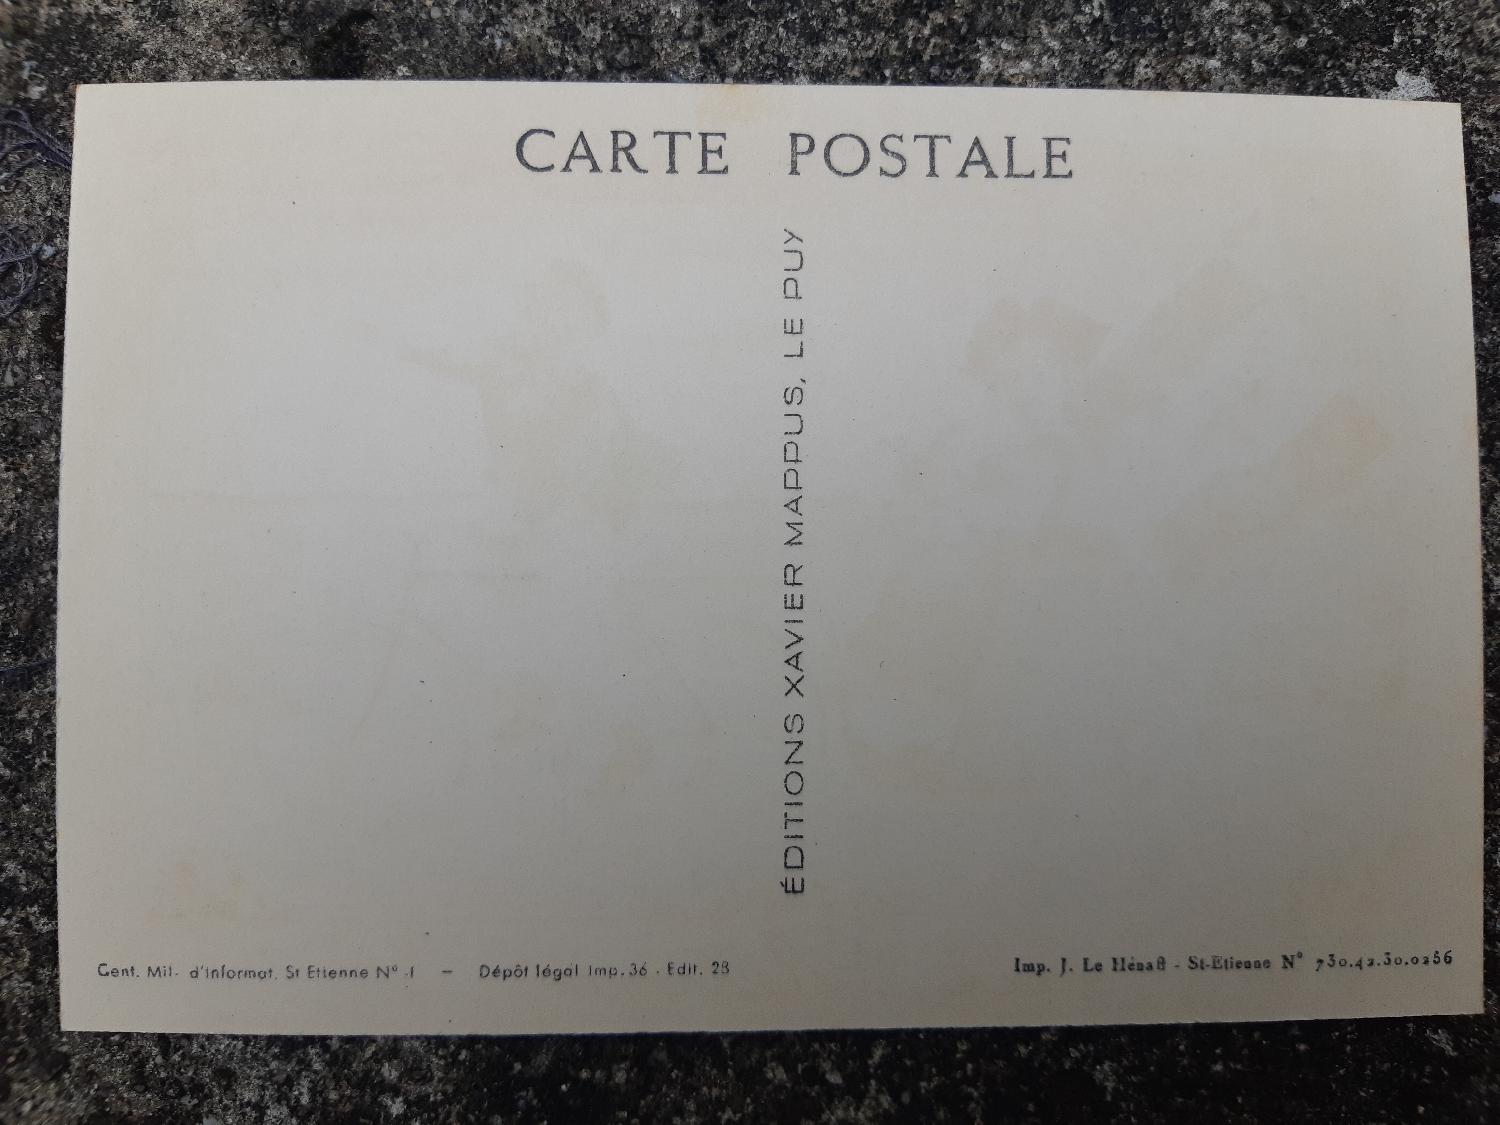 CARTE POSTALE
ÉDITIONS XAVIER MAPPUS, LE PUY
Cent. Mil. d'Informat. St Etienne N° 1 — Dépôt légal Imp. 36 . Edit. 28
Imp. J. Le Hénaff - St-Etienne N° 730.42.30.0256